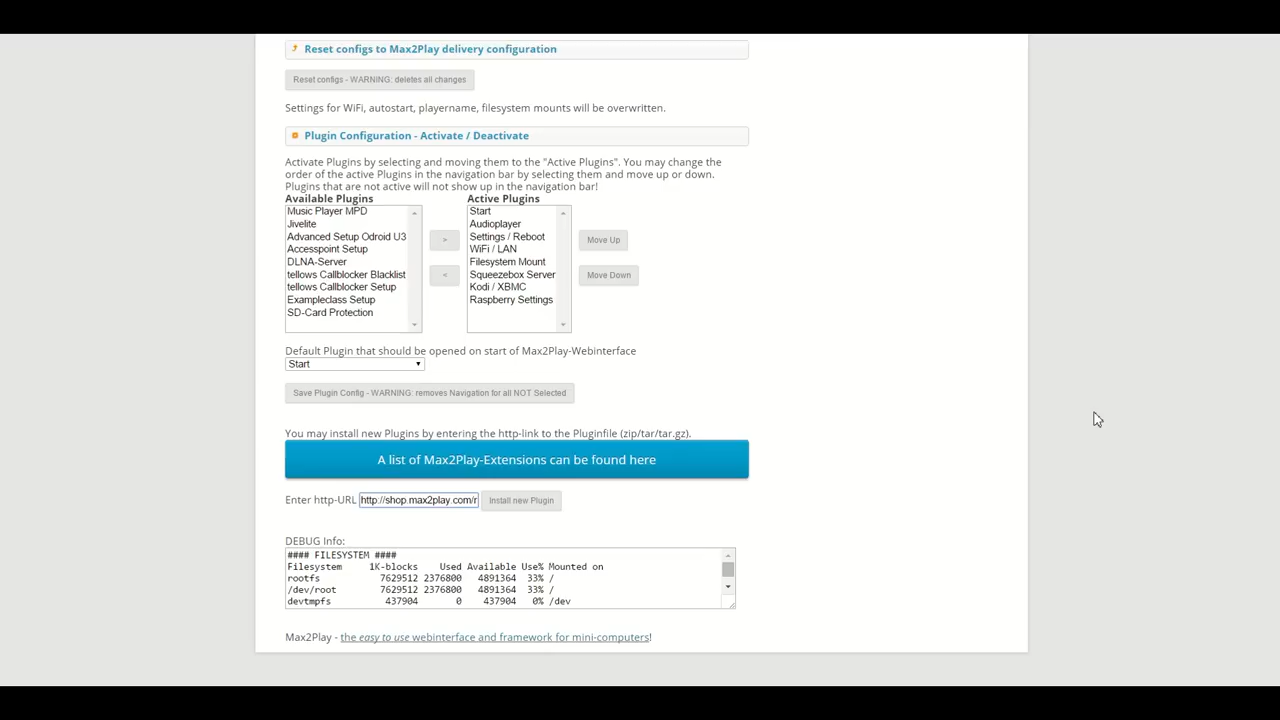 Reset configs to Max2Play delivery configuration
Reset configs - WARNING: deletes all changes
Settings for WiFi, autostart, playername, filesystem mounts will be overwritten.
Plugin Configuration - Activate / Deactivate
Activate Plugins by selecting and moving them to the "Active Plugins". You may change the
order of the active Plugins in the navigation bar by selecting them and move up or down.
Plugins that are not active will not show up in the navigation bar!
Available Plugins
Music Player MPD
Jivelite
Advanced Setup Odroid U3
Accesspoint Setup
DLNA-Server
tellows Callblocker Blacklist
tellows Callblocker Setup
Exampleclass Setup
SD-Card Protection
>
<
Active Plugins
Start
Audioplayer
Settings / Reboot
WiFi / LAN
Filesystem Mount
Squeezebox Server
Kodi / XBMC
Raspberry Settings
Move Up
Move Down
Default Plugin that should be opened on start of Max2Play-Webinterface
Start
Save Plugin Config - WARNING: removes Navigation for all NOT Selected
You may install new Plugins by entering the http-link to the Pluginfile (zip/tar/tar.gz).
A list of Max2Play-Extensions can be found here
Enter http-URL http://shop.max2play.com/r Install new Plugin
DEBUG Info:
#### FILESYSTEM ####
Filesystem 1K-blocks Used Available Use% Mounted on
rootfs 7629512 2376800 4891364 33% /
/dev/root 7629512 2376800 4891364 33% /
devtmpfs 437904 0 437904 0% /dev
Max2Play - the easy to use webinterface and framework for mini-computers!